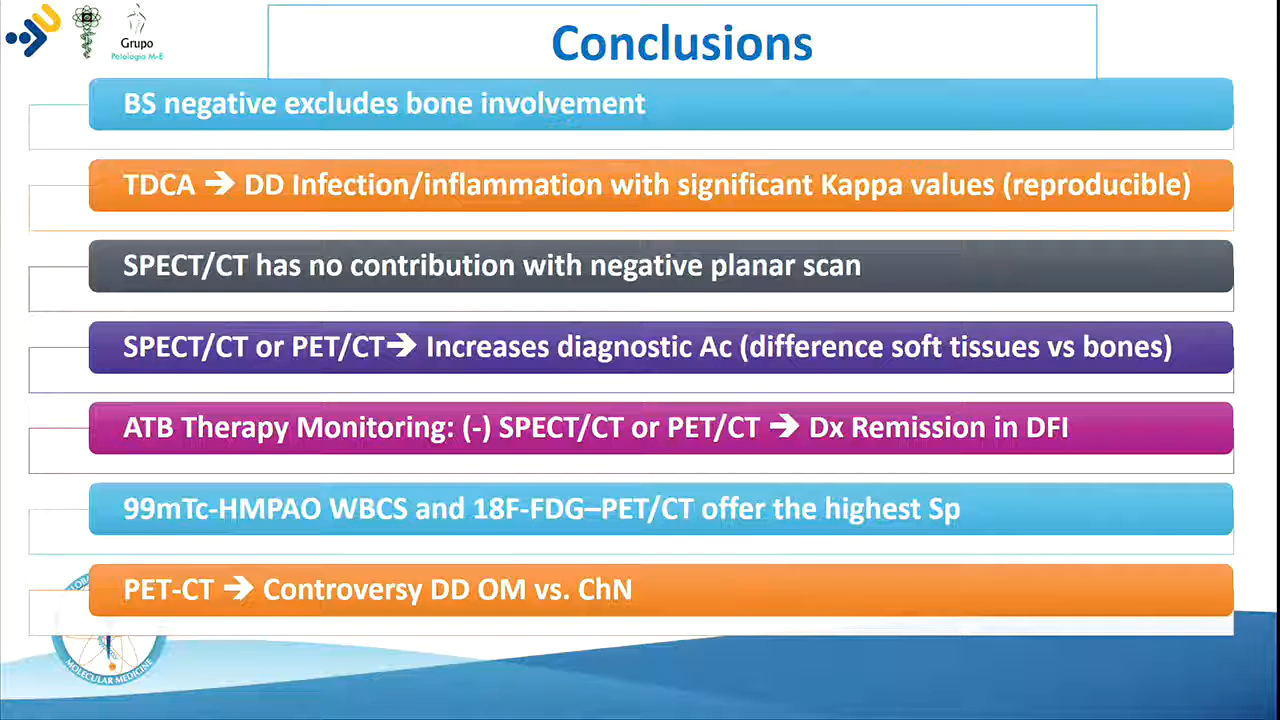 Grupo
Patología M-E
Conclusions
BS negative excludes bone involvement
TDCA ➔ DD Infection/inflammation with significant Kappa values (reproducible)
SPECT/CT has no contribution with negative planar scan
SPECT/CT or PET/CT➔ Increases diagnostic Ac (difference soft tissues vs bones)
ATB Therapy Monitoring: (-) SPECT/CT or PET/CT ➔ Dx Remission in DFI
99mTc-HMPAO WBCS and 18F-FDG–PET/CT offer the highest Sp
PET-CT ➔ Controversy DD OM vs. ChN
MOLECULAR MEDICINE